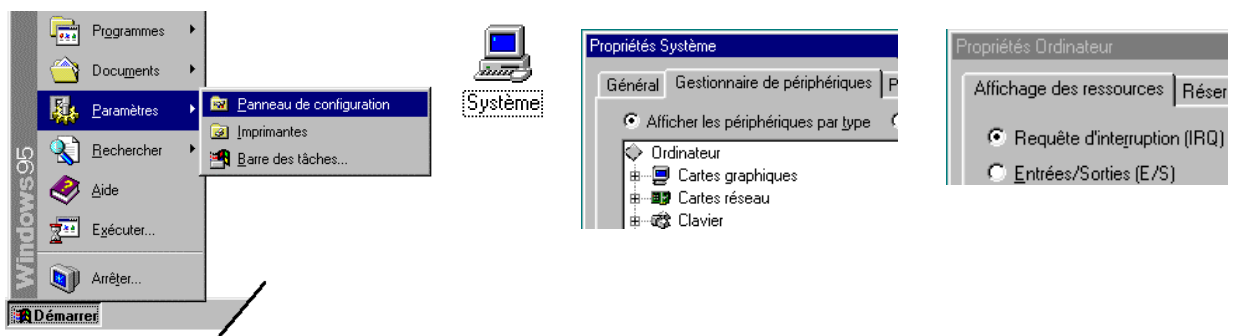 Programmes
Documents
Paramètres
Rechercher
Aide
Exécuter...
Arrêter...
Windows95
Démarrer
Panneau de configuration
Imprimantes
Barre des tâches...
Système
Propriétés Système
Général Gestionnaire de périphériques P
Afficher les périphériques par type
Ordinateur
Cartes graphiques
Cartes réseau
Clavier
Propriétés Ordinateur
Affichage des ressources Réser
Requête d'interruption (IRQ)
Entrées/Sorties (E/S)